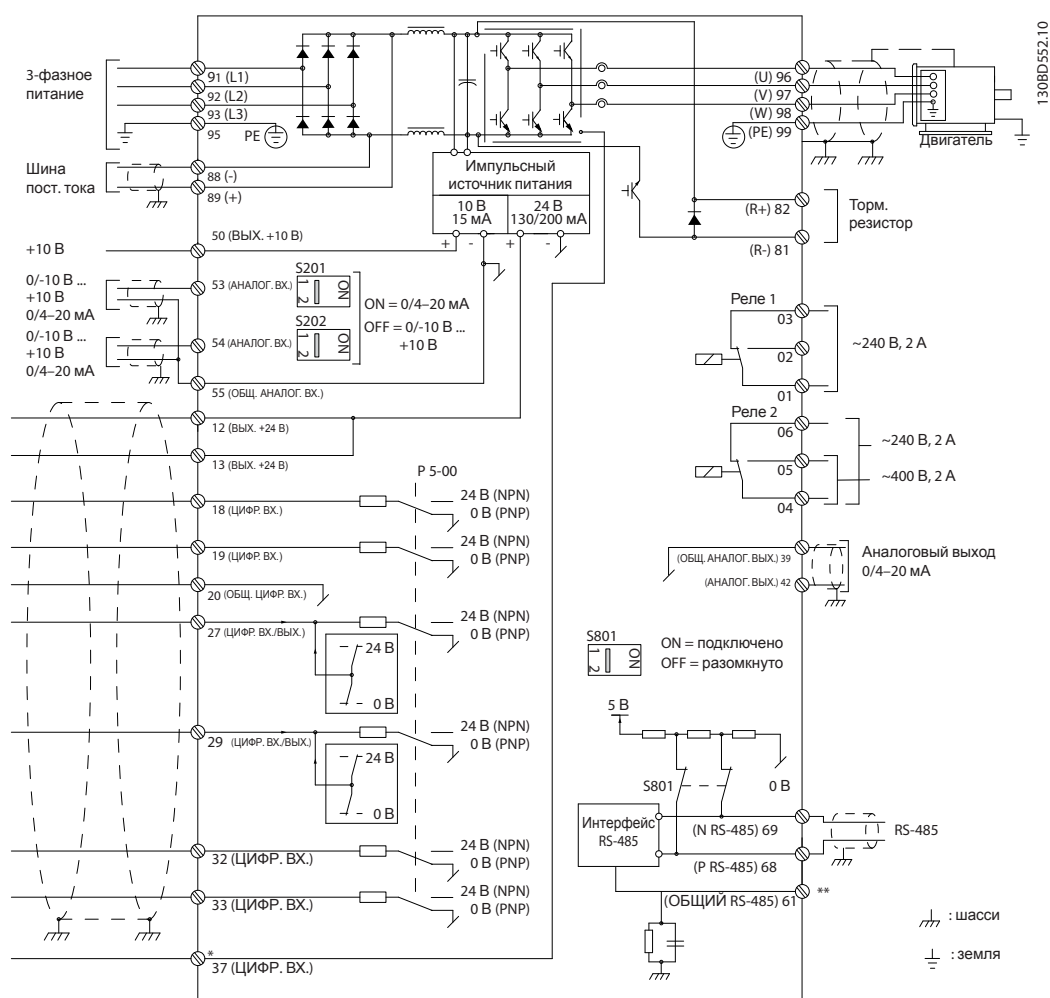 130BD552.10
3-фазное
питание
91 (L1)
92 (L2)
93 (L3)
95
PE
Шина
пост. тока
88 (-)
89 (+)
Импульсный
источник питания
10 В
15 мА
24 В
130/200 мА
+ - + -
(U) 96
(V) 97
(W) 98
(PE) 99
Двигатель
(R+) 82
(R-) 81
Торм.
резистор
+10 В
50 (ВЫХ. +10 В)
0/-10 В ...
+10 В
0/4–20 мА
53 (АНАЛОГ. ВХ.)
S201
1 2 ON
0/-10 В ...
+10 В
0/4–20 мА
54 (АНАЛОГ. ВХ.)
S202
1 2 ON
ON = 0/4–20 мА
OFF = 0/-10 В ...
+10 В
55 (ОБЩ. АНАЛОГ. ВХ.)
12 (ВЫХ. +24 В)
13 (ВЫХ. +24 В)
Реле 1
03
02
01
~240 В, 2 А
Реле 2
06
05
04
~240 В, 2 А
~400 В, 2 А
P 5-00
18 (ЦИФР. ВХ.)
24 В (NPN)
0 В (PNP)
19 (ЦИФР. ВХ.)
24 В (NPN)
0 В (PNP)
20 (ОБЩ. ЦИФР. ВХ.)
27 (ЦИФР. ВХ./ВЫХ.)
24 В (NPN)
0 В (PNP)
24 В
0 В
29 (ЦИФР. ВХ./ВЫХ.)
24 В (NPN)
0 В (PNP)
24 В
0 В
32 (ЦИФР. ВХ.)
24 В (NPN)
0 В (PNP)
33 (ЦИФР. ВХ.)
24 В (NPN)
0 В (PNP)
*
37 (ЦИФР. ВХ.)
(ОБЩ. АНАЛОГ. ВЫХ.) 39
(АНАЛОГ. ВЫХ.) 42
Аналоговый выход
0/4–20 мА
S801
1 2 ON
ON = подключено
OFF = разомкнуто
5 В
S801
0 В
Интерфейс
RS-485
(N RS-485) 69
(P RS-485) 68
RS-485
(ОБЩИЙ RS-485) 61
**
: шасси
: земля